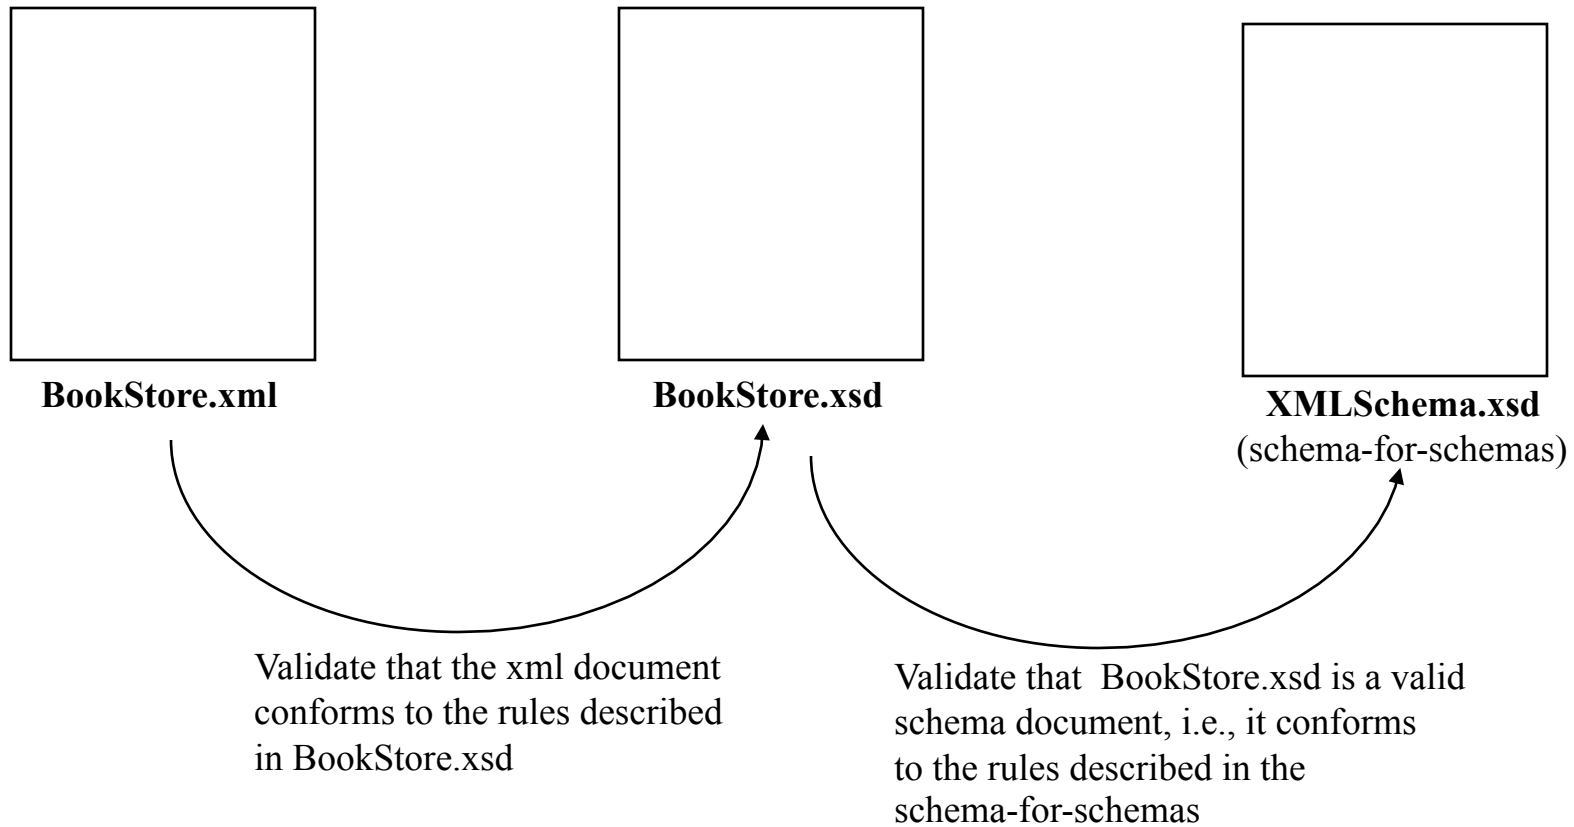 BookStore.xml
BookStore.xsd
XMLSchema.xsd
(schema-for-schemas)
Validate that the xml document
conforms to the rules described
in BookStore.xsd
Validate that  BookStore.xsd is a valid
schema document, i.e., it conforms
to the rules described in the
schema-for-schemas